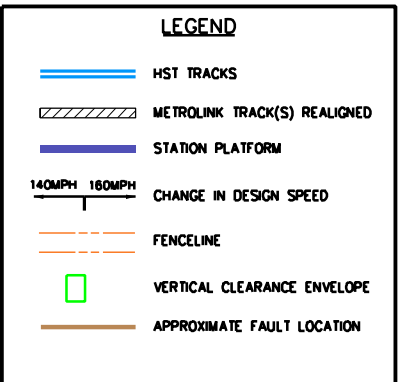 LEGEND
HST TRACKS
METROLINK TRACK(S) REALIGNED
STATION PLATFORM
140MPH 160MPH CHANGE IN DESIGN SPEED
FENCELINE
VERTICAL CLEARANCE ENVELOPE
APPROXIMATE FAULT LOCATION